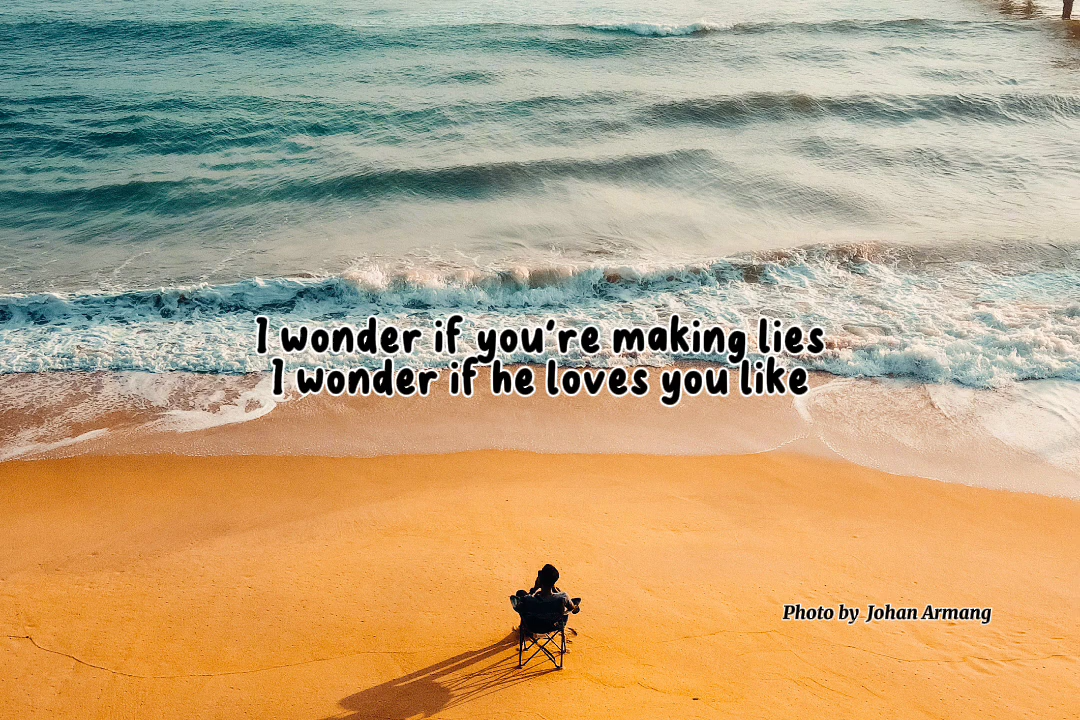 I wonder if you're making lies
I wonder if he loves you like
Photo by Johan Armang